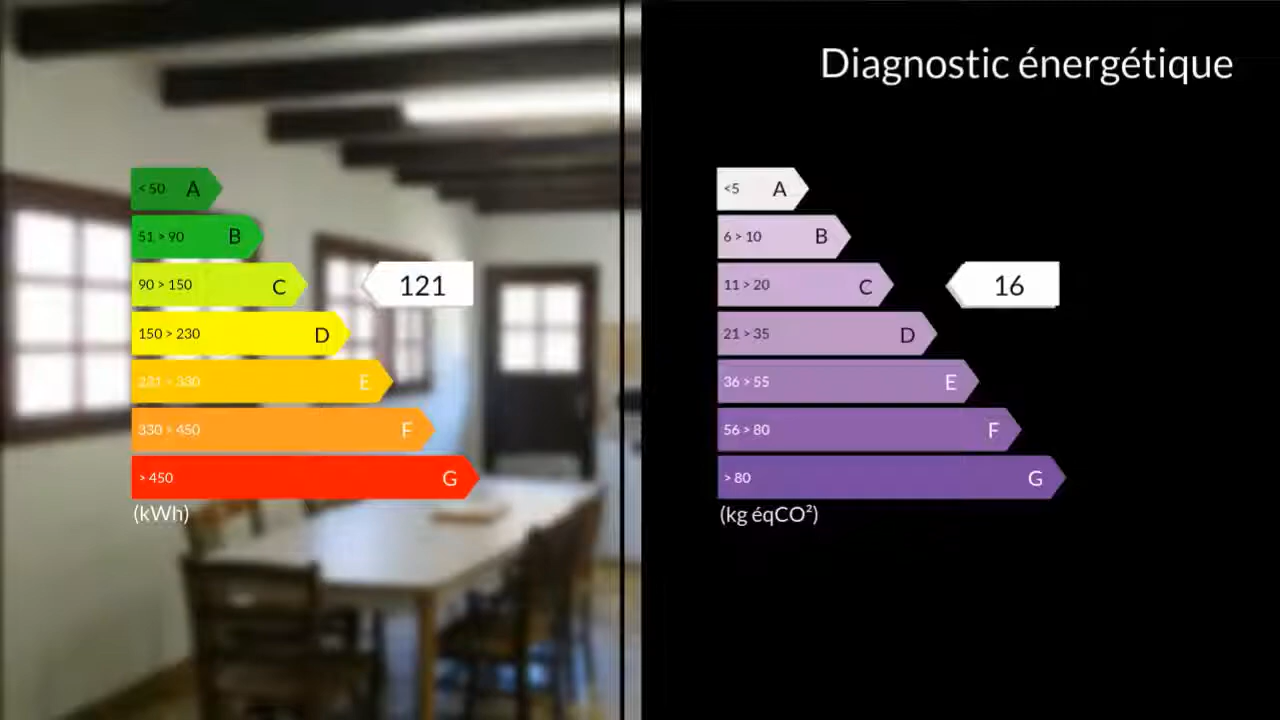 Diagnostic énergétique
< 50 A
51 > 90 B
90 > 150 C
121
150 > 230 D
231 > 330 E
330 > 450 F
> 450 G
(kWh)
<5 A
6 > 10 B
11 > 20 C
16
21 > 35 D
36 > 55 E
56 > 80 F
> 80 G
(kg éqCO²)